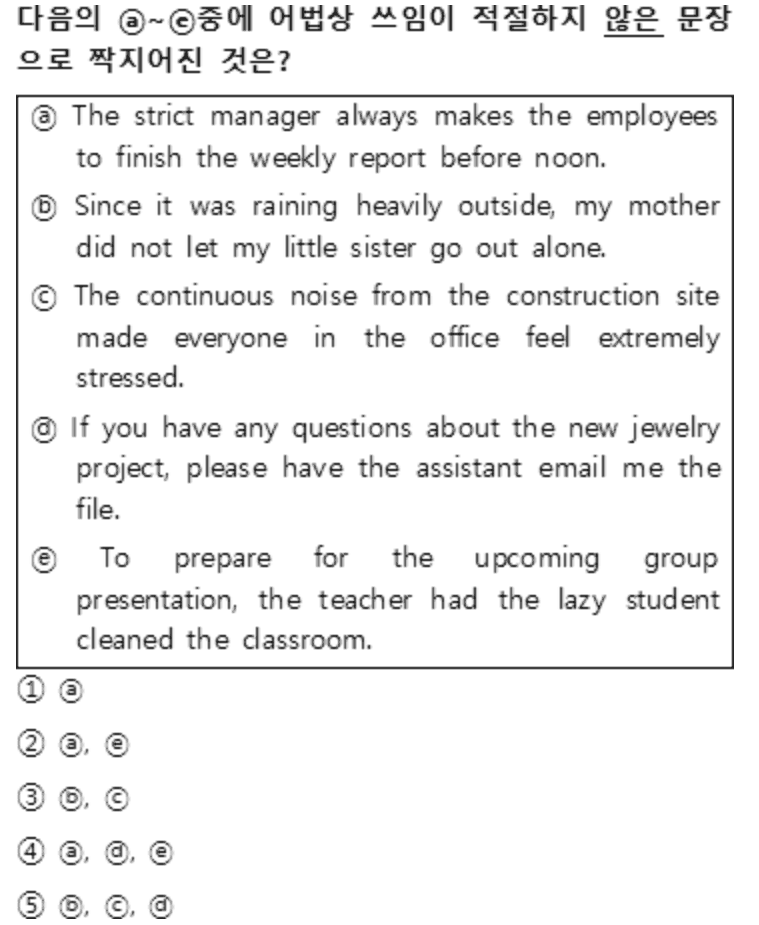 다음의 ⓐ~ⓔ중에 어법상 쓰임이 적절하지 않은 문장
으로 짝지어진 것은?
ⓐ The strict manager always makes the employees
to finish the weekly report before noon.
ⓑ Since it was raining heavily outside, my mother
did not let my little sister go out alone.
ⓒ The continuous noise from the construction site
made everyone in the office feel extremely
stressed.
ⓓ If you have any questions about the new jewelry
project, please have the assistant email me the
file.
ⓔ To prepare for the upcoming group
presentation, the teacher had the lazy student
cleaned the classroom.
① ⓐ
② ⓐ, ⓔ
③ ⓑ, ⓒ
④ ⓐ, ⓓ, ⓔ
⑤ ⓑ, ⓒ, ⓓ